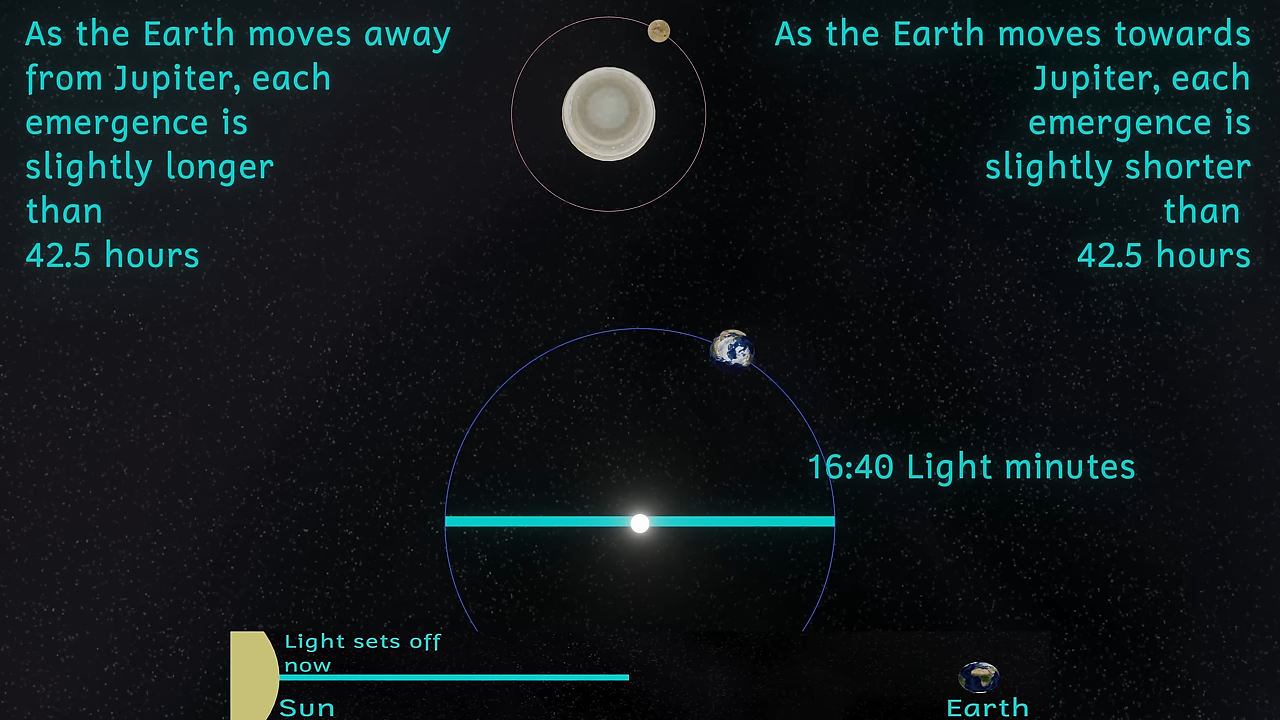 As the Earth moves away
from Jupiter, each
emergence is
slightly longer
than
42.5 hours
As the Earth moves towards
Jupiter, each
emergence is
slightly shorter
than
42.5 hours
16:40 Light minutes
Light sets off
now
Sun
Earth